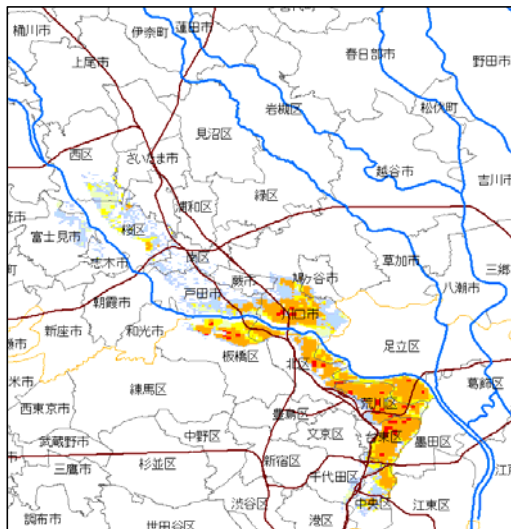 桶川市
伊奈町
蓮田市
上尾市
春日部市
野田市
松伏町
岩槻区
見沼区
西区
さいたま市
越谷市
吉川市
緑区
浦和区
桜区
富士見市
南区
草加市
三郷
志木市
蕨市
鳩ヶ谷市
八潮市
朝霞市
戸田市
川口市
新座市
和光市
足立区
板橋区
北区
米市
練馬区
葛飾区
西東京市
豊島区
荒川区
文京区
台東区
墨田区
武蔵野市
中野区
新宿区
三鷹市
杉並区
千代田区
江戸
渋谷区
中央区
江東区
調布市
世田谷区
港区